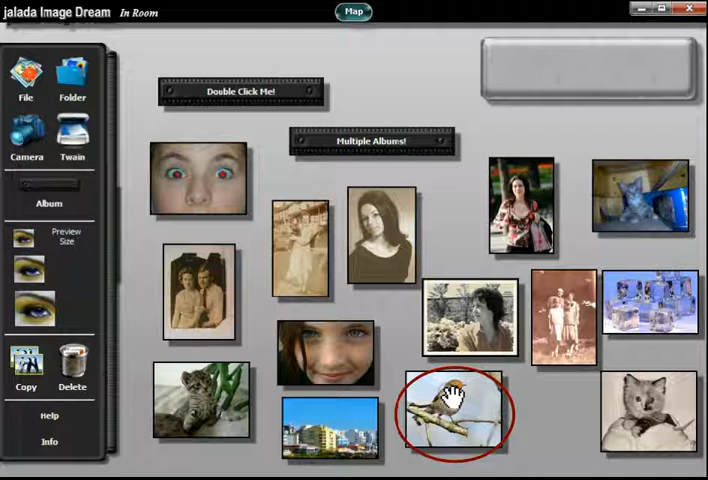 jalada Image Dream In Room
Map
Double Click Me!
Multiple Albums!
File Folder
Camera Twain
Album
Preview
Size
Copy Delete
Help
Info